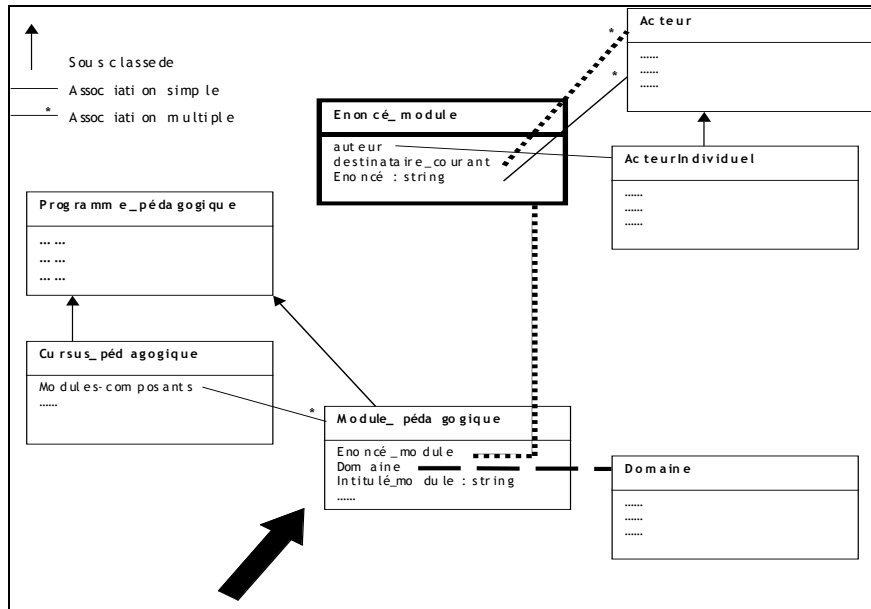 Sous classe de
Association simple
*
Association multiple
Enoncé_module
auteur
destinataire_courant
Enoncé : string
*
*
Acteur
......
......
......
ActeurIndividuel
......
......
......
Programme_pédagogique
... ...
... ...
... ...
Cursus_pédagogique
Modules-composants
......
*
Module_pédagogique
Enoncé_module
Domaine
Intitulé_module : string
......
Domaine
......
......
......